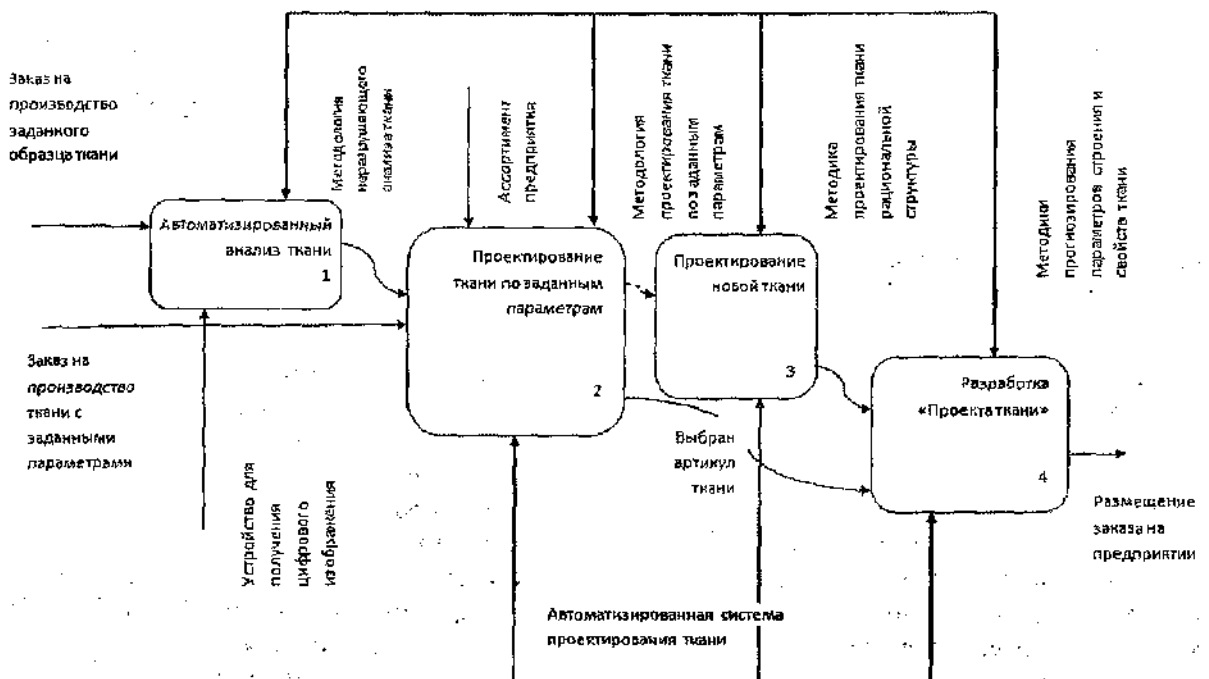 Заказ на
производство
заданного
образца ткани
Методология
неразрушающего
анализа ткани
Ассортимент
предприятия
Методология
проектирования ткани
по заданным
параметрам
Методика
проектирования ткани
рациональной
структуры
Методики
прогнозирования
параметров строения и
свойств ткани
Автоматизированный
анализ ткани
1
Проектирование
ткани по заданным
параметрам
2
Проектирование
новой ткани
3
Разработка
«Проекта ткани»
4
Заказ на
производство
ткани с
заданными
параметрами
Устройство для
получения
цифрового
изображения
Выбран
артикул
ткани
Размещение
заказа на
предприятии
Автоматизированная система
проектирования ткани